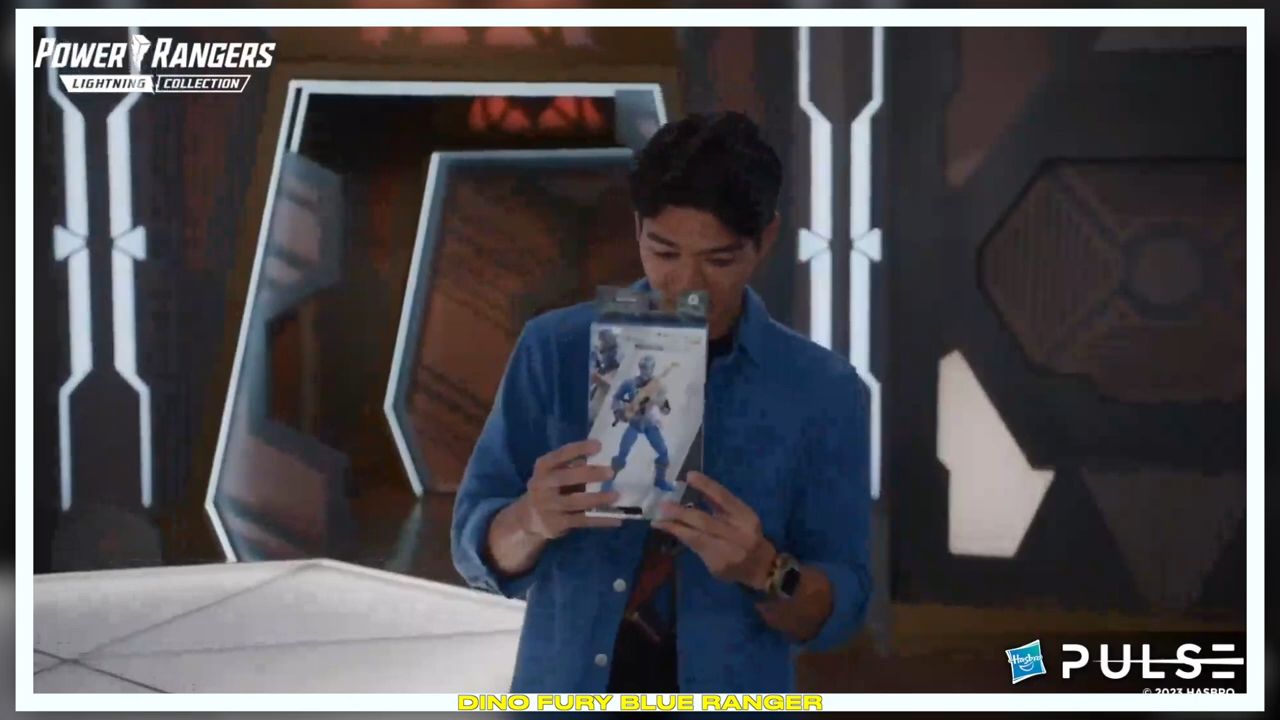 POWER RANGERS
LIGHTNING COLLECTION
Hasbro PULSE
© 2023 HASBRO
DINO FURY BLUE RANGER